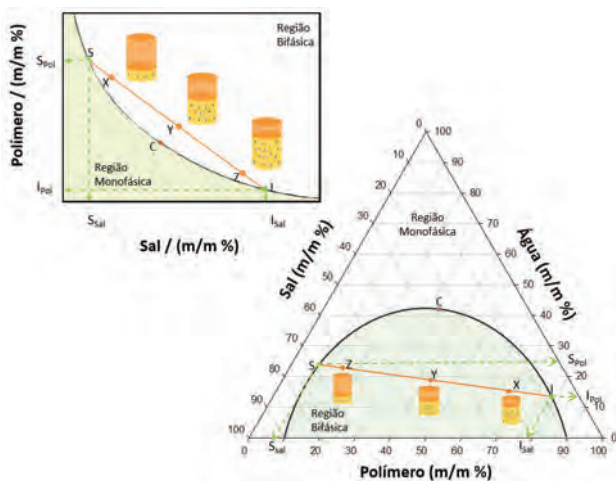 Polímero / (m/m %)
S_Pol
I_Pol
S
X
Y
C
Z
I
Região
Bifásica
Região
Monofásica
S_Sal
I_Sal
Sal / (m/m %)
0
100
10
90
20
80
30
70
40
60
50
50
60
40
70
30
80
20
90
10
100
0
Sal (m/m %)
Água (m/m %)
Região
Monofásica
C
S
Z
Y
X
I
S_Pol
I_Pol
Região
Bifásica
S_sal
I_Sal
0 10 20 30 40 50 60 70 80 90 100
Polímero (m/m %)